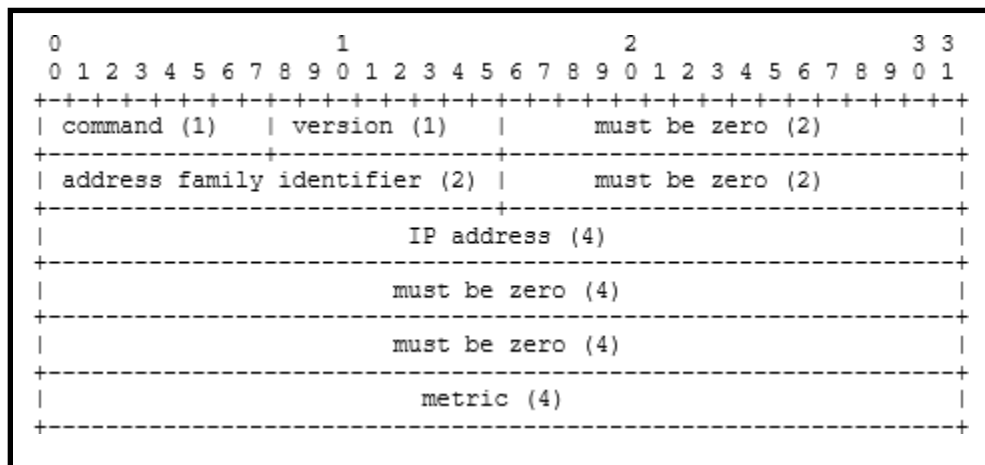 0                   1                   2                   3 3
0 1 2 3 4 5 6 7 8 9 0 1 2 3 4 5 6 7 8 9 0 1 2 3 4 5 6 7 8 9 0 1
+-+-+-+-+-+-+-+-+-+-+-+-+-+-+-+-+-+-+-+-+-+-+-+-+-+-+-+-+-+-+-+-+
| command (1) | version (1) | must be zero (2) |
+---------------+---------------+-------------------------------+
| address family identifier (2) | must be zero (2) |
+-------------------------------+-------------------------------+
| IP address (4) |
+---------------------------------------------------------------+
| must be zero (4) |
+---------------------------------------------------------------+
| must be zero (4) |
+---------------------------------------------------------------+
| metric (4) |
+---------------------------------------------------------------+